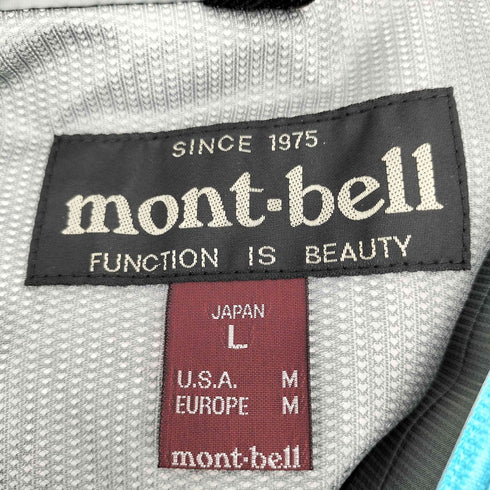 SINCE 1975
mont-bell
FUNCTION IS BEAUTY
JAPAN
L
U.S.A. M
EUROPE M
mont-bell